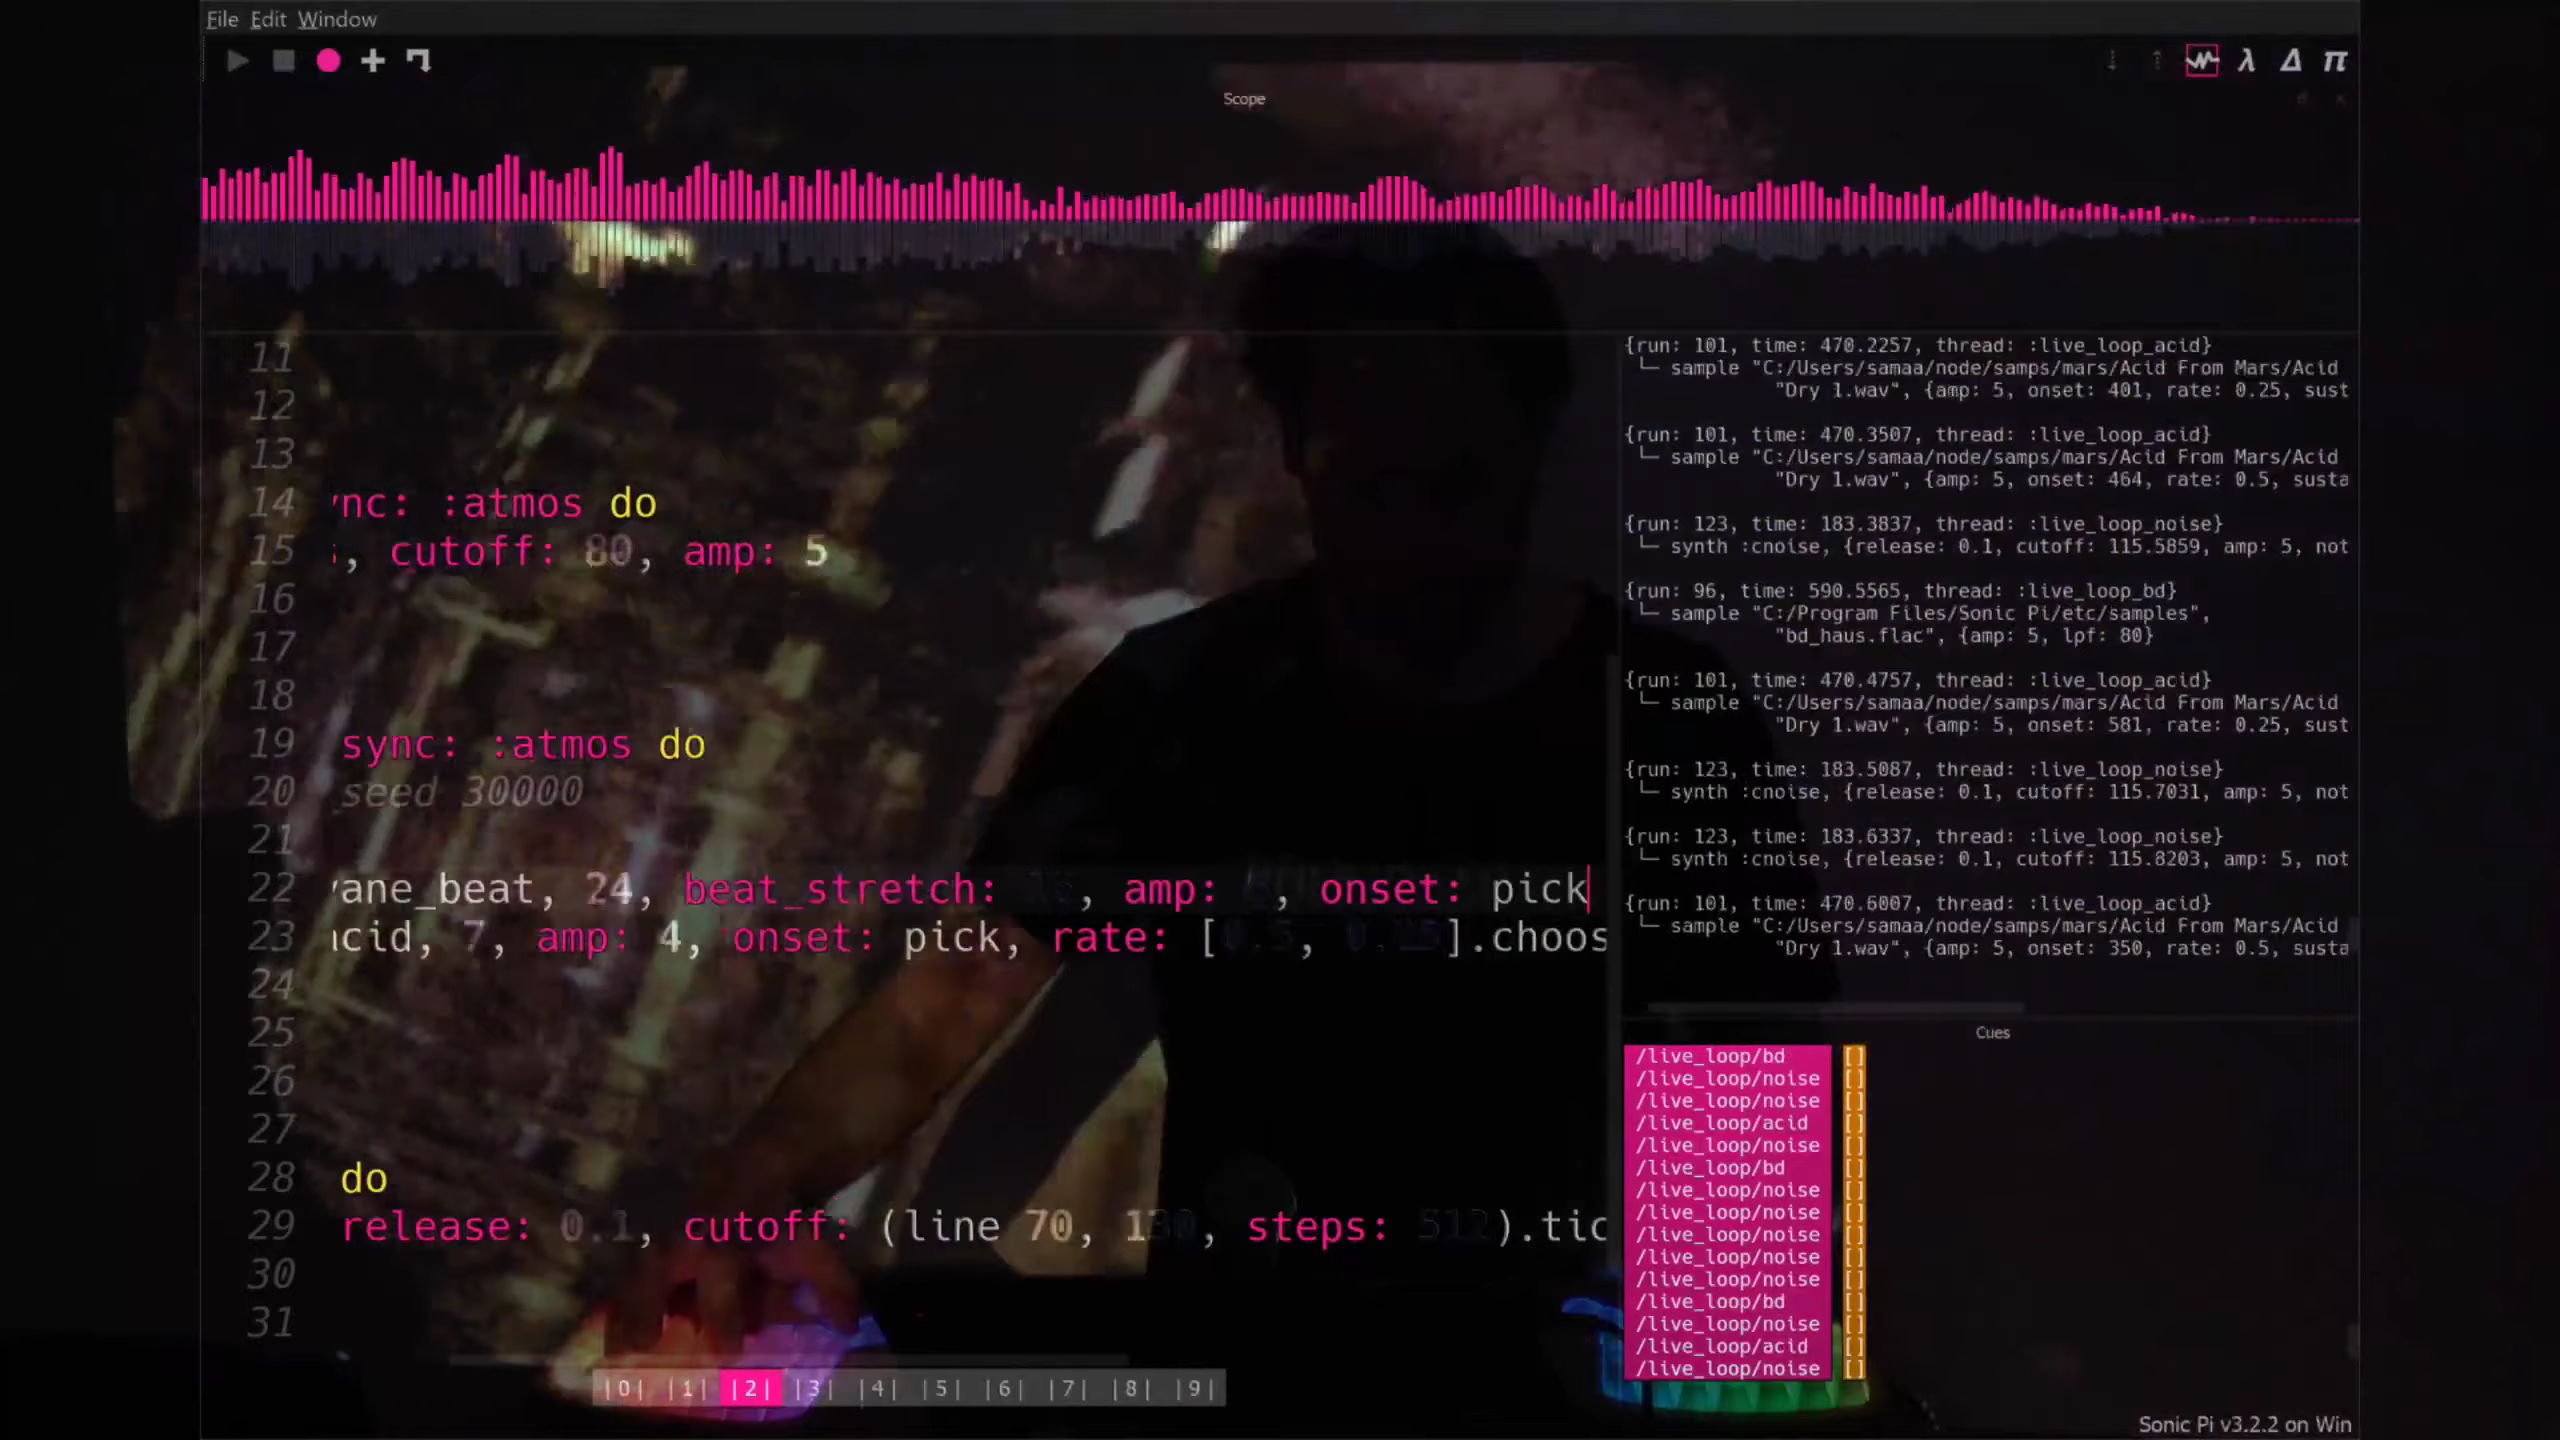 File Edit Window
Scope
11
12
13
14 nc: :atmos do
15 , cutoff: 80, amp: 5
16
17
18
19 sync: :atmos do
20 _seed 30000
21
22 ane_beat, 24, beat_stretch: 16, amp: , onset: pick
23 acid, 7, amp: 4, onset: pick, rate: [0.5, 0.25].choos
24
25
26
27
28 do
29 release: 0.1, cutoff: (line 70, 130, steps: 512).tic
30
31
|0| |1| |2| |3| |4| |5| |6| |7| |8| |9|
{run: 101, time: 470.2257, thread: :live_loop_acid}
└─ sample "C:/Users/samaa/node/samps/mars/Acid From Mars/Acid
"Dry 1.wav", {amp: 5, onset: 401, rate: 0.25, sust
{run: 101, time: 470.3507, thread: :live_loop_acid}
└─ sample "C:/Users/samaa/node/samps/mars/Acid From Mars/Acid
"Dry 1.wav", {amp: 5, onset: 464, rate: 0.5, susta
{run: 123, time: 183.3837, thread: :live_loop_noise}
└─ synth :cnoise, {release: 0.1, cutoff: 115.5859, amp: 5, not
{run: 96, time: 590.5565, thread: :live_loop_bd}
└─ sample "C:/Program Files/Sonic Pi/etc/samples",
"bd_haus.flac", {amp: 5, lpf: 80}
{run: 101, time: 470.4757, thread: :live_loop_acid}
└─ sample "C:/Users/samaa/node/samps/mars/Acid From Mars/Acid
"Dry 1.wav", {amp: 5, onset: 581, rate: 0.25, sust
{run: 123, time: 183.5087, thread: :live_loop_noise}
└─ synth :cnoise, {release: 0.1, cutoff: 115.7031, amp: 5, not
{run: 123, time: 183.6337, thread: :live_loop_noise}
└─ synth :cnoise, {release: 0.1, cutoff: 115.8203, amp: 5, not
{run: 101, time: 470.6007, thread: :live_loop_acid}
└─ sample "C:/Users/samaa/node/samps/mars/Acid From Mars/Acid
"Dry 1.wav", {amp: 5, onset: 350, rate: 0.5, susta
Cues
/live_loop/bd []
/live_loop/noise []
/live_loop/noise []
/live_loop/acid []
/live_loop/noise []
/live_loop/bd []
/live_loop/noise []
/live_loop/noise []
/live_loop/noise []
/live_loop/noise []
/live_loop/noise []
/live_loop/bd []
/live_loop/noise []
/live_loop/acid []
/live_loop/noise []
Sonic Pi v3.2.2 on Win